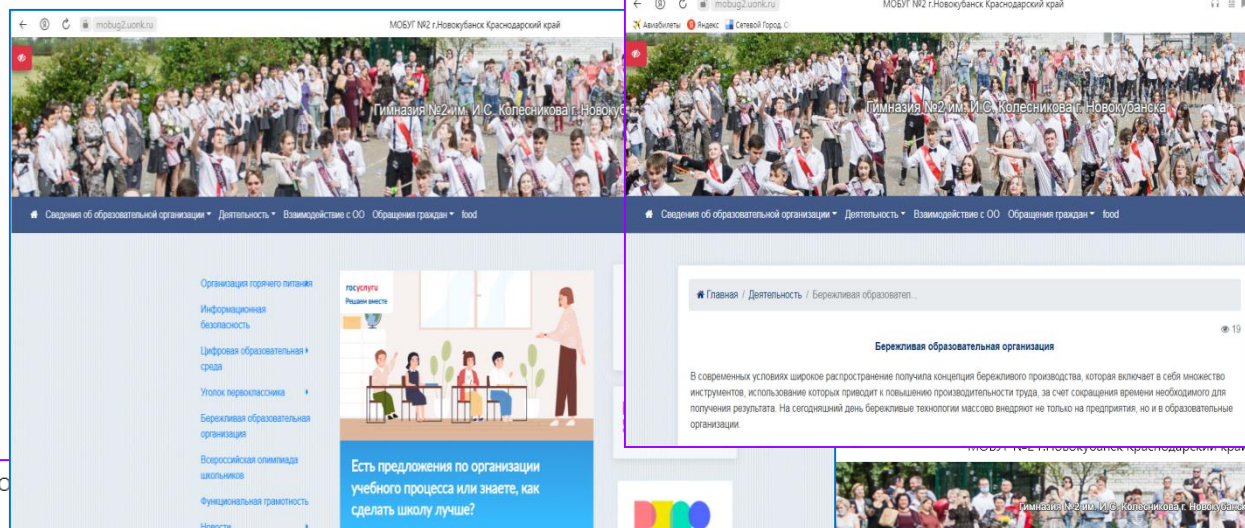 mobug2.uonk.ru
МОБУГ №2 г.Новокубанск Краснодарский край
Гимназия №2 им. И.С. Колесникова г. Новокуб
Сведения об образовательной организации
Деятельность
Взаимодействие с ОО
Обращения граждан
food
Организация горячего питания
Информационная
безопасность
Цифровая образовательная
среда
Уголок первоклассника
Бережливая образовательная
организация
Всероссийская олимпиада
школьников
Функциональная грамотность
Новости
госуслуги
Решаем вместе
Есть предложения по организации
учебного процесса или знаете, как
сделать школу лучше?
mobug2.uonk.ru
МОБУГ №2 г.Новокубанск Краснодарский край
Авиабилеты
Яндекс
Сетевой Город. О
Гимназия №2 им. И.С. Колесникова г. Новокубанска
Сведения об образовательной организации
Деятельность
Взаимодействие с ОО
Обращения граждан
food
Главная / Деятельность / Бережливая образовател...
19
Бережливая образовательная организация
В современных условиях широкое распространение получила концепция бережливого производства, которая включает в себя множество
инструментов, использование которых приводит к повышению производительности труда, за счет сокращения времени необходимого для
получения результата. На сегодняшний день бережливые технологии массово внедряют не только на предприятия, но и в образовательные
организации.
МОБУГ №2 г.Новокубанск Краснодарский край
Гимназия №2 им. И.С. Колесникова г. Новокубанск